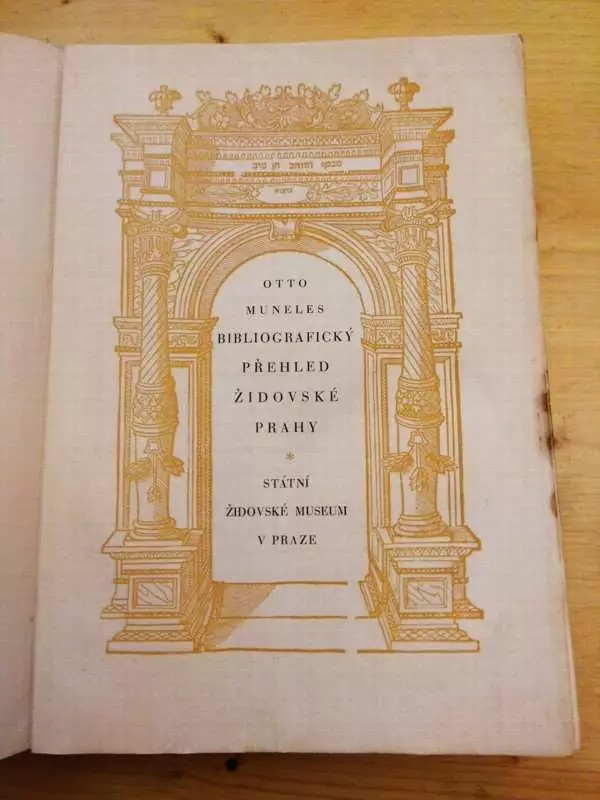 OTTO
MUNELES
BIBLIOGRAFICKÝ
PŘEHLED
ŽIDOVSKÉ
PRAHY
*
STÁTNÍ
ŽIDOVSKÉ MUSEUM
V PRAZE